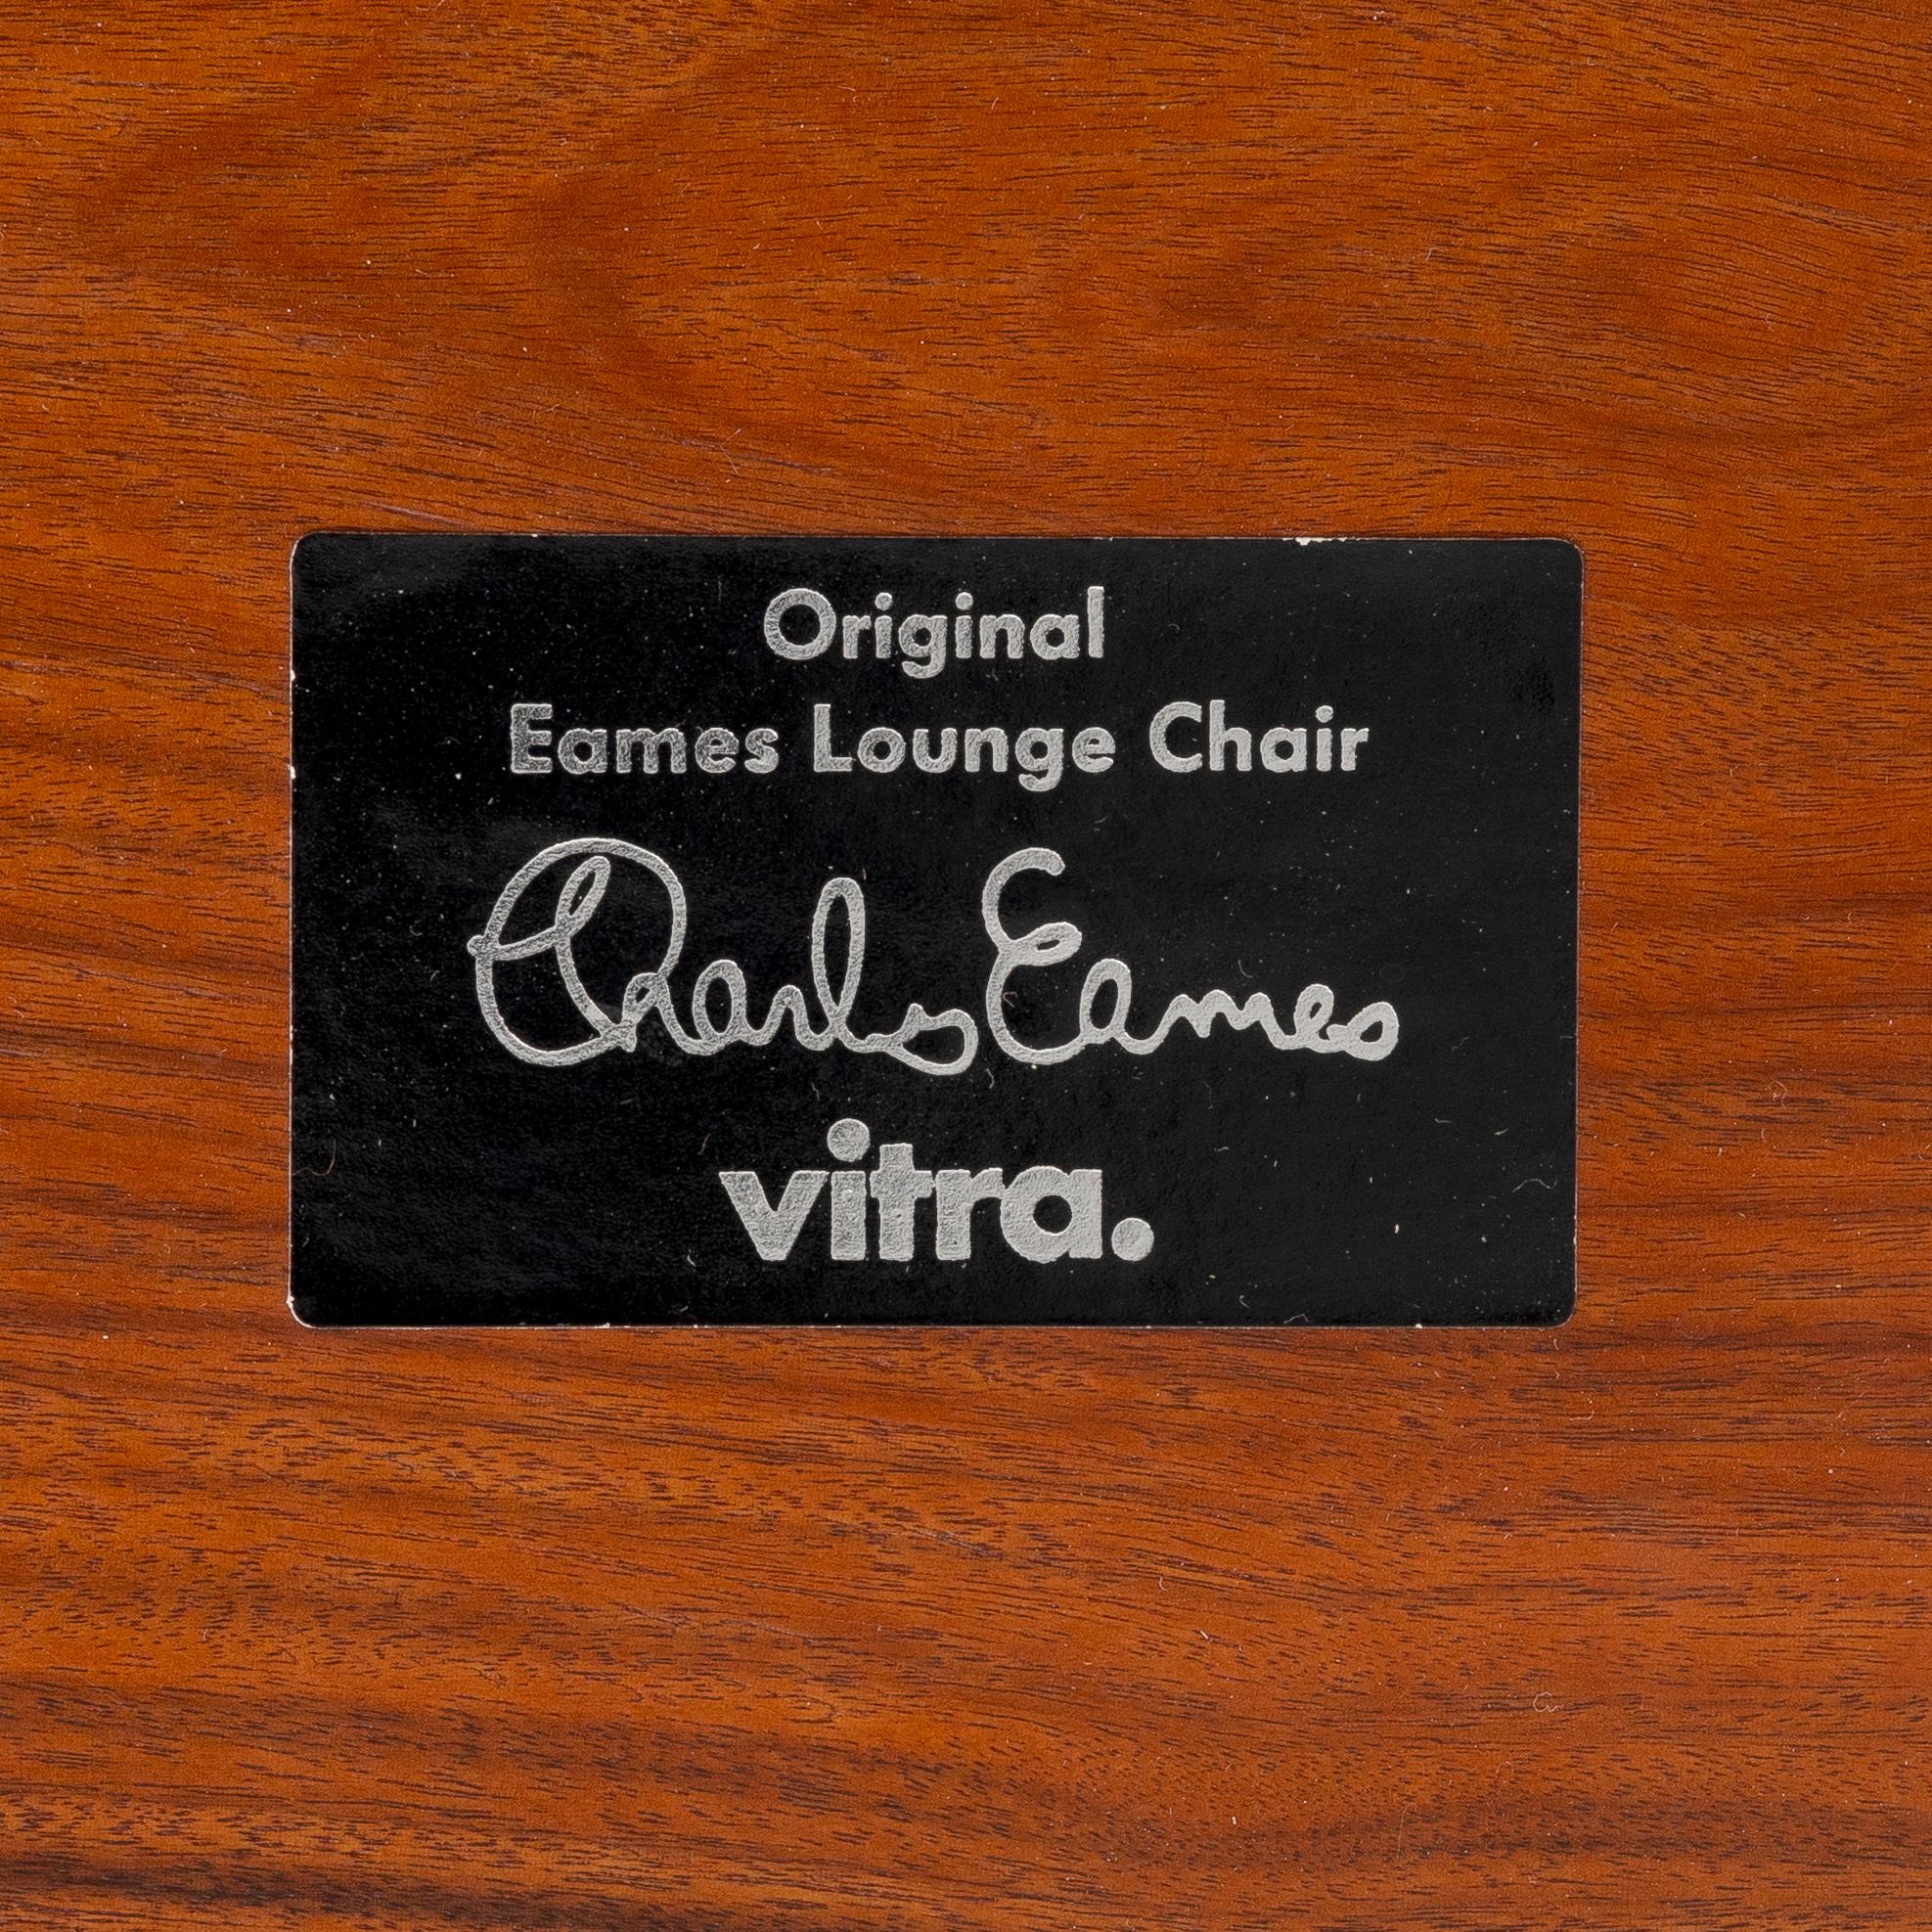 Original
Eames Lounge Chair
Charles Eames
vitra.